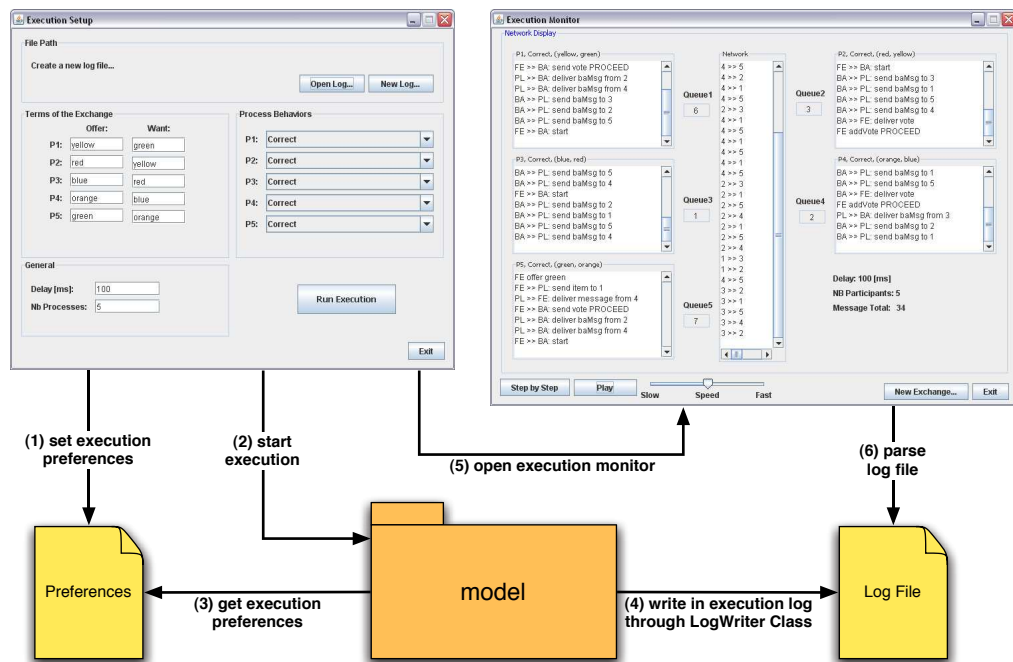 Execution Setup
File Path
Create a new log file...
Open Log...
New Log...
Terms of the Exchange
Offer: Want:
P1: yellow green
P2: red yellow
P3: blue red
P4: orange blue
P5: green orange
Process Behaviors
P1: Correct
P2: Correct
P3: Correct
P4: Correct
P5: Correct
General
Delay [ms]: 100
Nb Processes: 5
Run Execution
Exit
Execution Monitor
Network Display
P1, Correct, (yellow, green)
FE >> BA: send vote PROCEED
PL >> BA: deliver baMsg from 2
PL >> BA: deliver baMsg from 4
BA >> PL: send baMsg to 3
BA >> PL: send baMsg to 2
BA >> PL: send baMsg to 5
FE >> BA: start
Queue1
6
P3, Correct, (blue, red)
BA >> PL: send baMsg to 5
BA >> PL: send baMsg to 4
FE >> BA: start
BA >> PL: send baMsg to 2
BA >> PL: send baMsg to 1
BA >> PL: send baMsg to 5
BA >> PL: send baMsg to 4
Queue3
1
P5, Correct, (green, orange)
FE offer green
FE >> PL: send item to 1
PL >> FE: deliver message from 4
FE >> BA: send vote PROCEED
PL >> BA: deliver baMsg from 2
PL >> BA: deliver baMsg from 4
FE >> BA: start
Queue5
7
Network
4 >> 5
4 >> 2
4 >> 1
4 >> 5
2 >> 3
4 >> 1
4 >> 5
4 >> 1
4 >> 5
4 >> 1
4 >> 5
2 >> 3
2 >> 1
2 >> 5
2 >> 4
2 >> 1
2 >> 5
2 >> 4
1 >> 3
1 >> 2
4 >> 5
3 >> 2
3 >> 1
3 >> 5
3 >> 4
3 >> 2
Queue2
3
P2, Correct, (red, yellow)
FE >> BA: start
BA >> PL: send baMsg to 3
BA >> PL: send baMsg to 1
BA >> PL: send baMsg to 5
BA >> PL: send baMsg to 4
BA >> FE: deliver vote
FE addVote PROCEED
Queue4
2
P4, Correct, (orange, blue)
BA >> PL: send baMsg to 1
BA >> PL: send baMsg to 5
BA >> FE: deliver vote
FE addVote PROCEED
PL >> BA: deliver baMsg from 3
BA >> PL: send baMsg to 2
BA >> PL: send baMsg to 1
Delay: 100 [ms]
NB Participants: 5
Message Total: 34
Step by Step
Play
Slow Speed Fast
New Exchange...
Exit
(1) set execution
preferences
(2) start
execution
(5) open execution monitor
(6) parse
log file
Preferences
(3) get execution
preferences
model
(4) write in execution log
through LogWriter Class
Log File